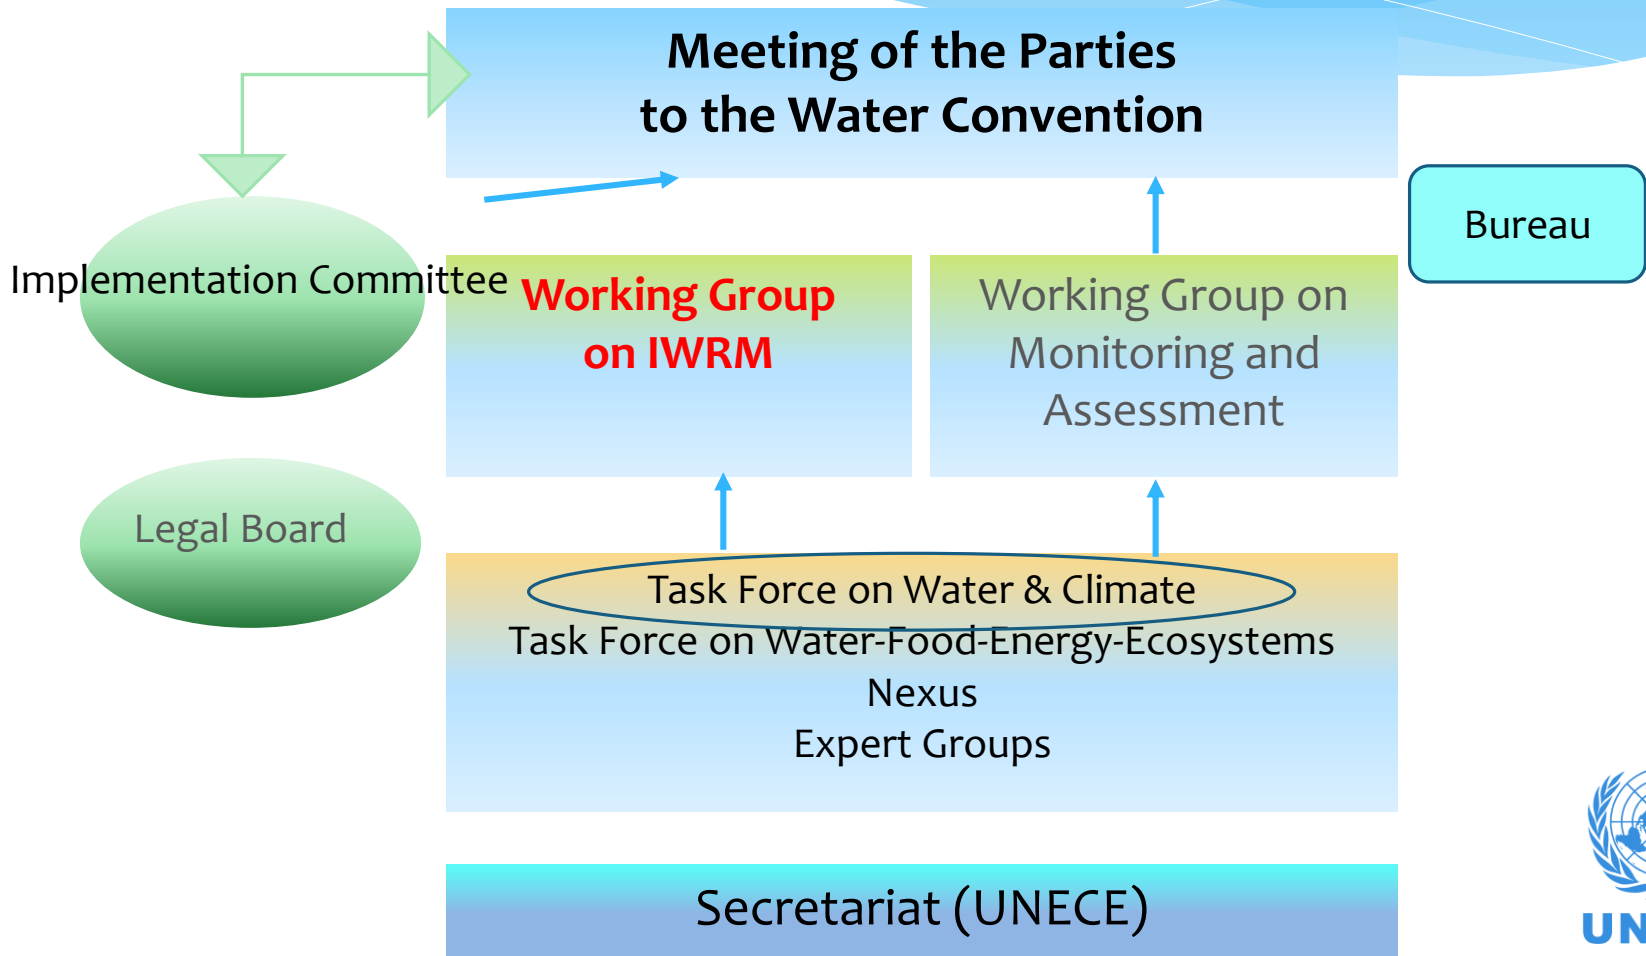 Meeting of the Parties
to the Water Convention
Bureau
Implementation Committee
Working Group
on IWRM
Working Group on
Monitoring and
Assessment
Legal Board
Task Force on Water & Climate
Task Force on Water-Food-Energy-Ecosystems
Nexus
Expert Groups
Secretariat (UNECE)